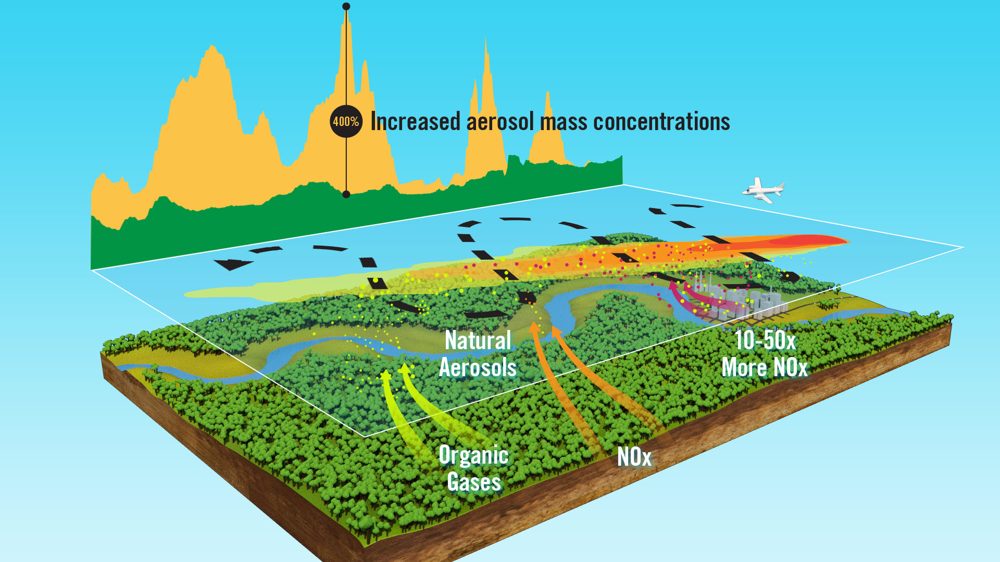 400%
Increased aerosol mass concentrations
Natural
Aerosols
10-50x
More NOx
Organic
Gases
NOx